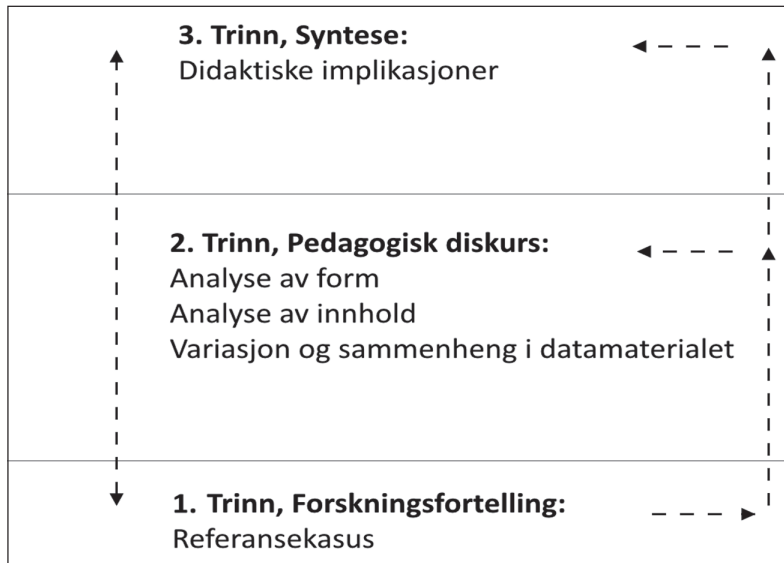 3. Trinn, Syntese:
Didaktiske implikasjoner
2. Trinn, Pedagogisk diskurs:
Analyse av form
Analyse av innhold
Variasjon og sammenheng i datamaterialet
1. Trinn, Forskningsfortelling:
Referansekasus